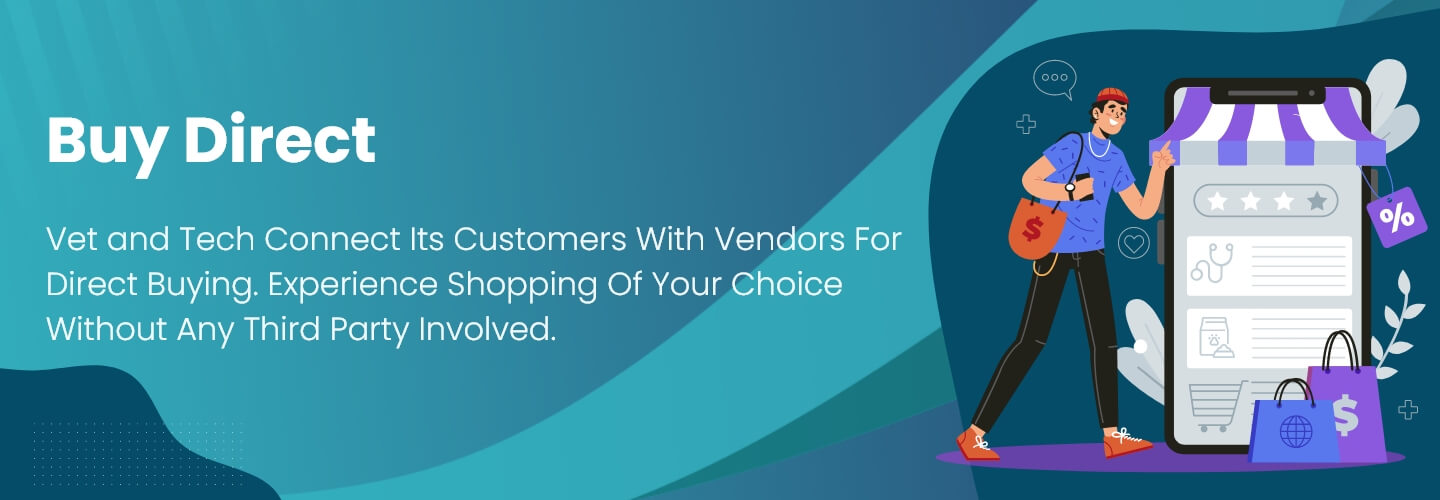 Buy Direct
Vet and Tech Connect Its Customers With Vendors For
Direct Buying. Experience Shopping Of Your Choice
Without Any Third Party Involved.
$
%
$